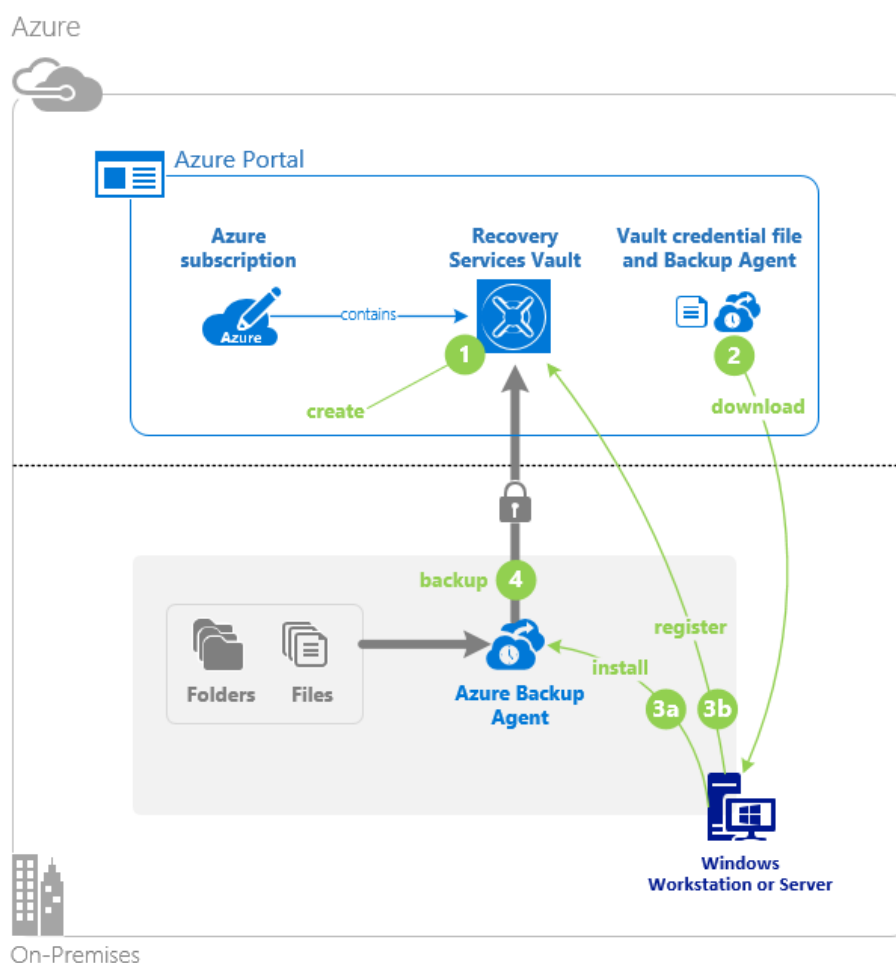 Azure
Azure Portal
Azure
subscription
Recovery
Services Vault
Vault credential file
and Backup Agent
Azure
contains
1
2
create
download
backup
4
register
install
Folders
Files
Azure Backup
Agent
3a
3b
Windows
Workstation or Server
On-Premises